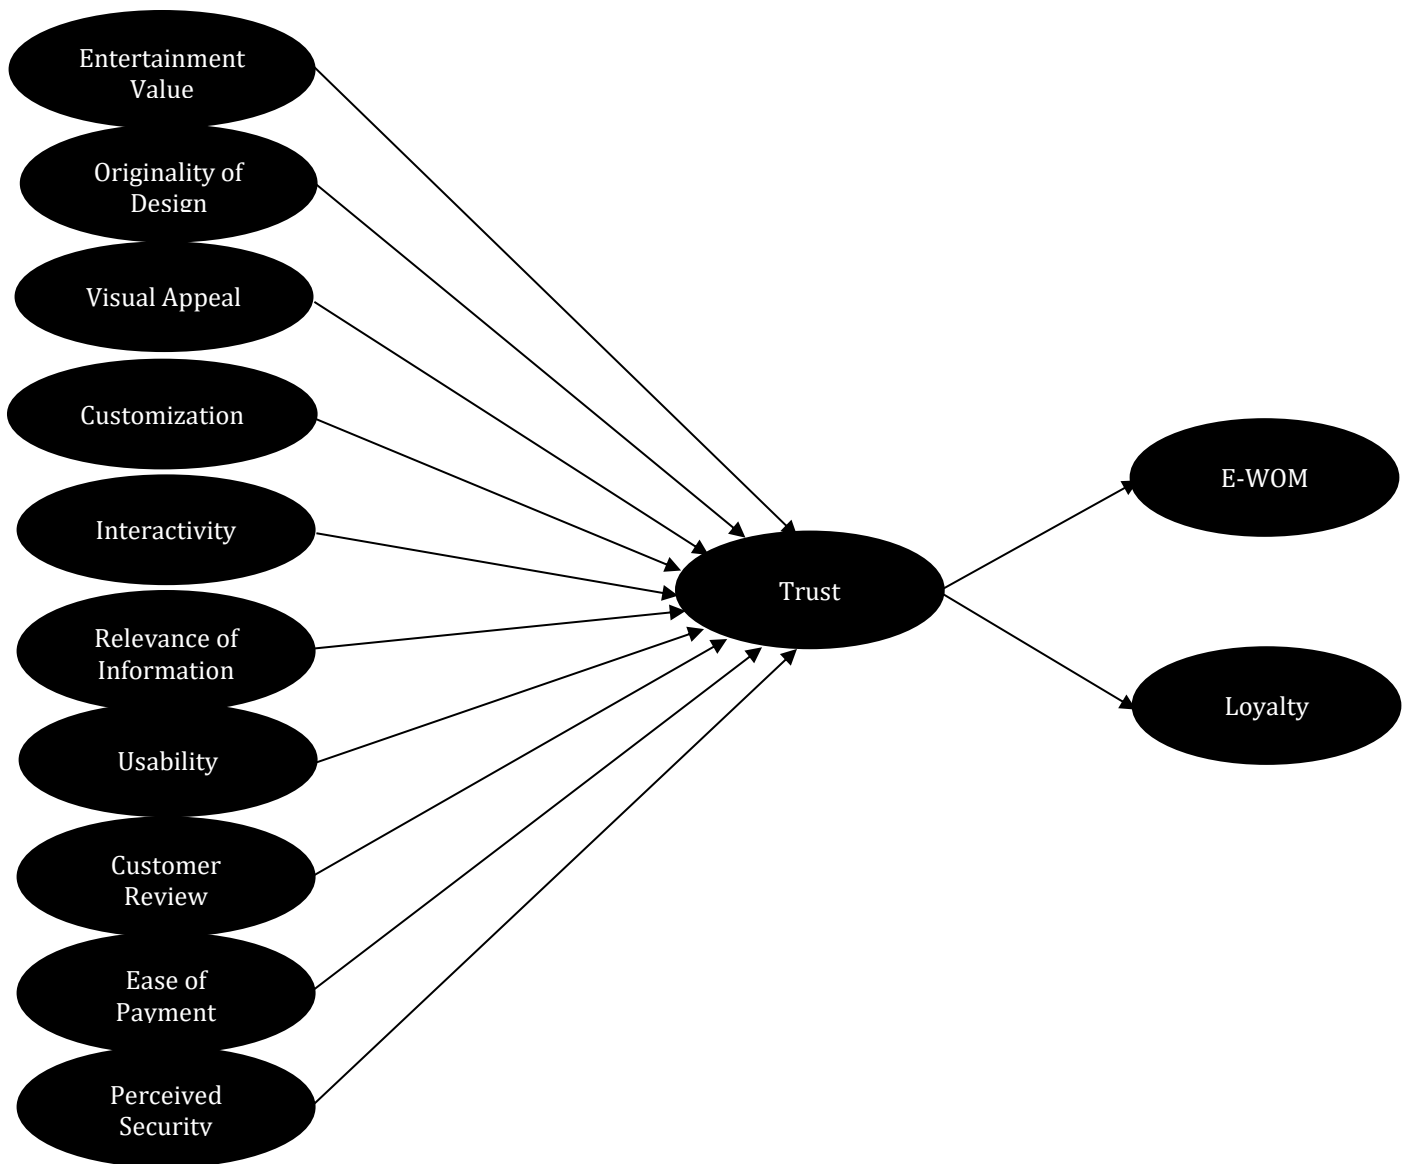 Entertainment
Value
Originality of
Design
Visual Appeal
Customization
Interactivity
Relevance of
Information
Usability
Customer
Review
Ease of
Payment
Perceived
Security
Trust
E-WOM
Loyalty